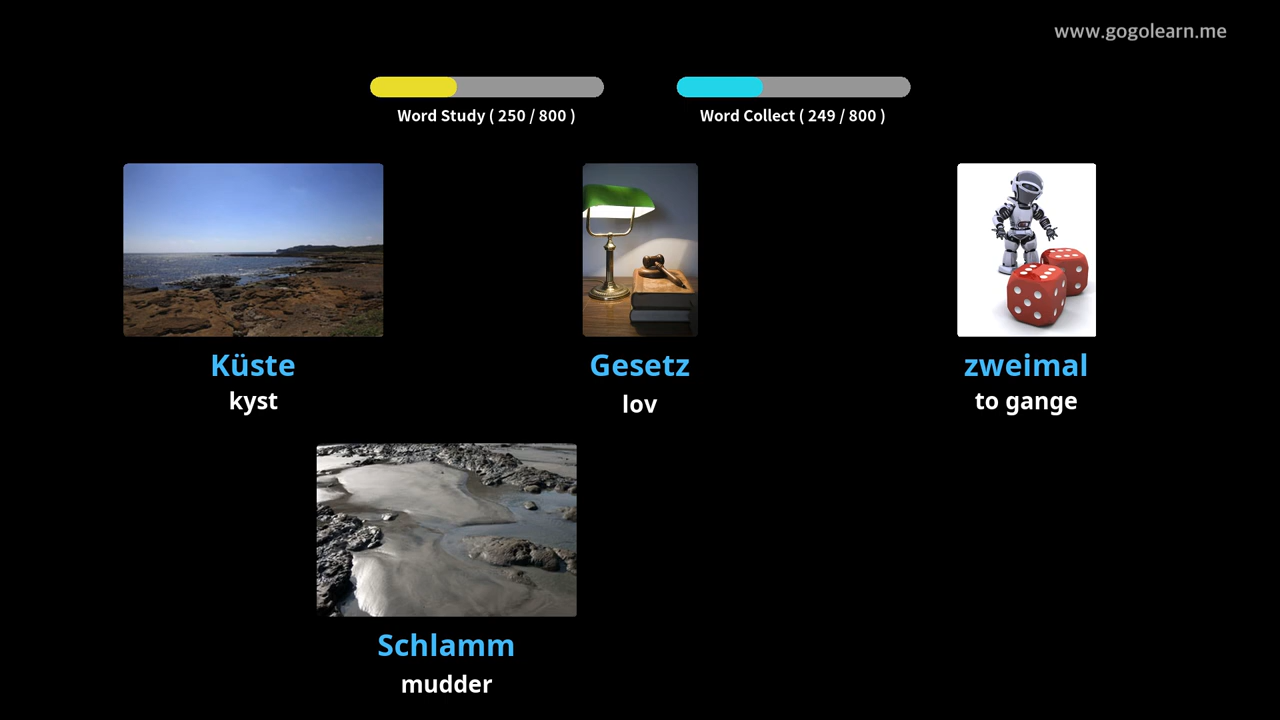 www.gogolearn.me
Word Study ( 250 / 800 )
Word Collect ( 249 / 800 )
Küste
kyst
Gesetz
lov
zweimal
to gange
Schlamm
mudder